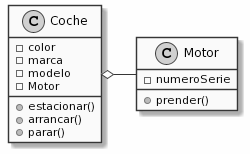 C Coche
color
marca
modelo
Motor
estacionar()
arrancar()
parar()
C Motor
numeroSerie
prender()